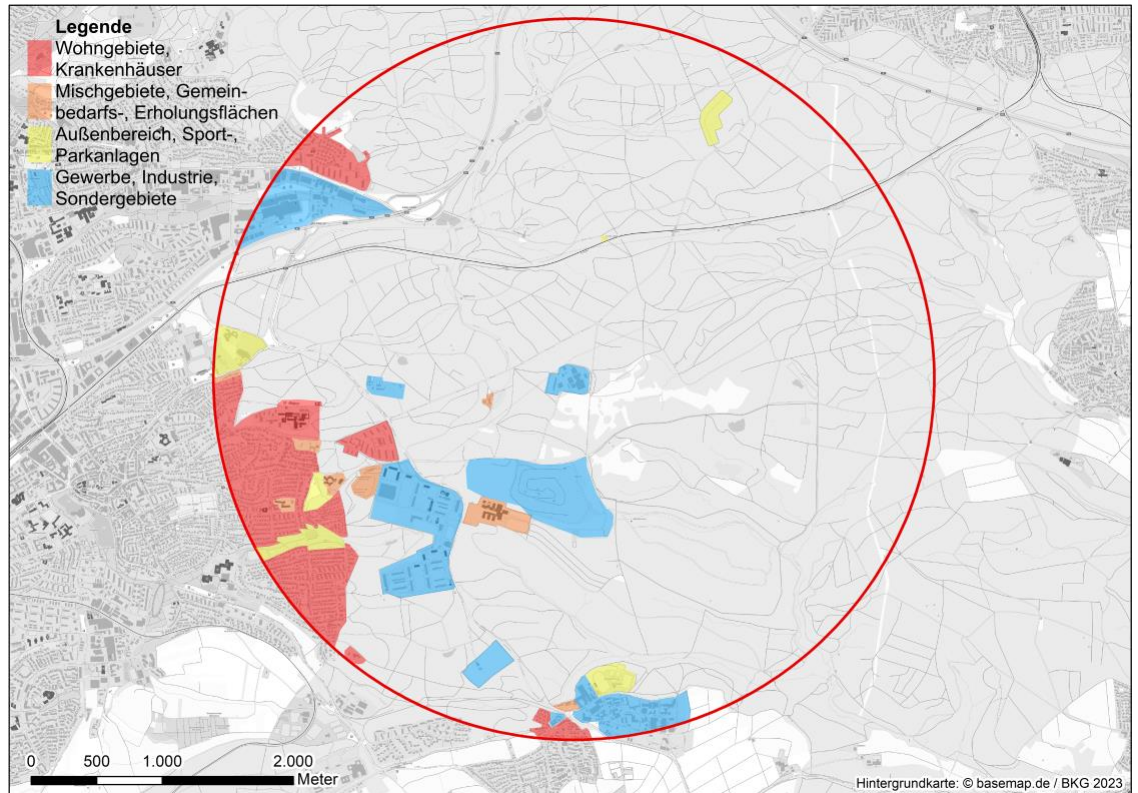 Legende
Wohngebiete,
Krankenhäuser
Mischgebiete, Gemein-
bedarfs-, Erholungsflächen
Außenbereich, Sport-,
Parkanlagen
Gewerbe, Industrie,
Sondergebiete
0 500 1.000 2.000
Meter
Hintergrundkarte: © basemap.de / BKG 2023